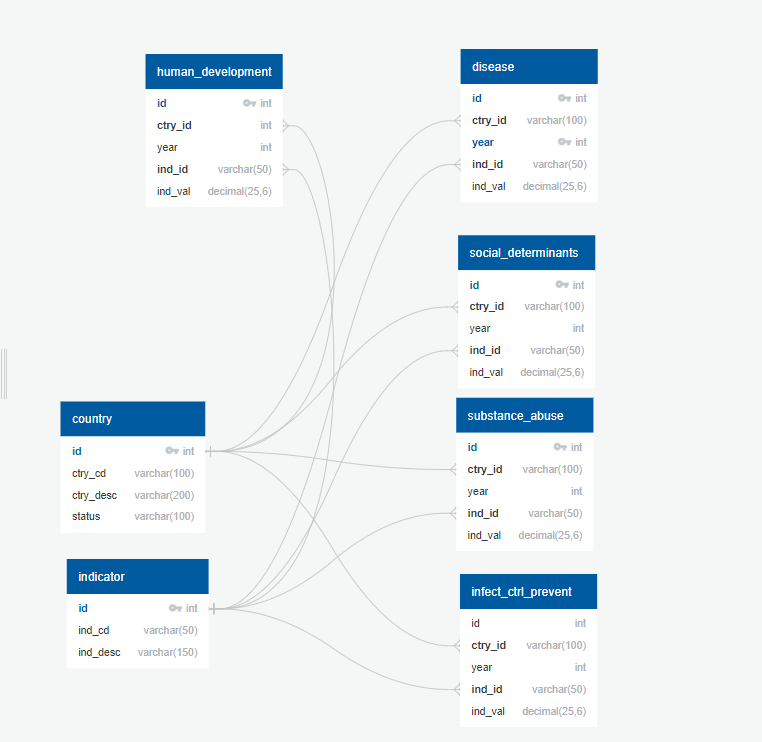 human_development
id int
ctry_id int
year int
ind_id varchar(50)
ind_val decimal(25,6)
disease
id int
ctry_id varchar(100)
year int
ind_id varchar(50)
ind_val decimal(25,6)
social_determinants
id int
ctry_id varchar(100)
year int
ind_id varchar(50)
ind_val decimal(25,6)
country
id int
ctry_cd varchar(100)
ctry_desc varchar(200)
status varchar(100)
substance_abuse
id int
ctry_id varchar(100)
year int
ind_id varchar(50)
ind_val decimal(25,6)
indicator
id int
ind_cd varchar(50)
ind_desc varchar(150)
infect_ctrl_prevent
id int
ctry_id varchar(100)
year int
ind_id varchar(50)
ind_val decimal(25,6)